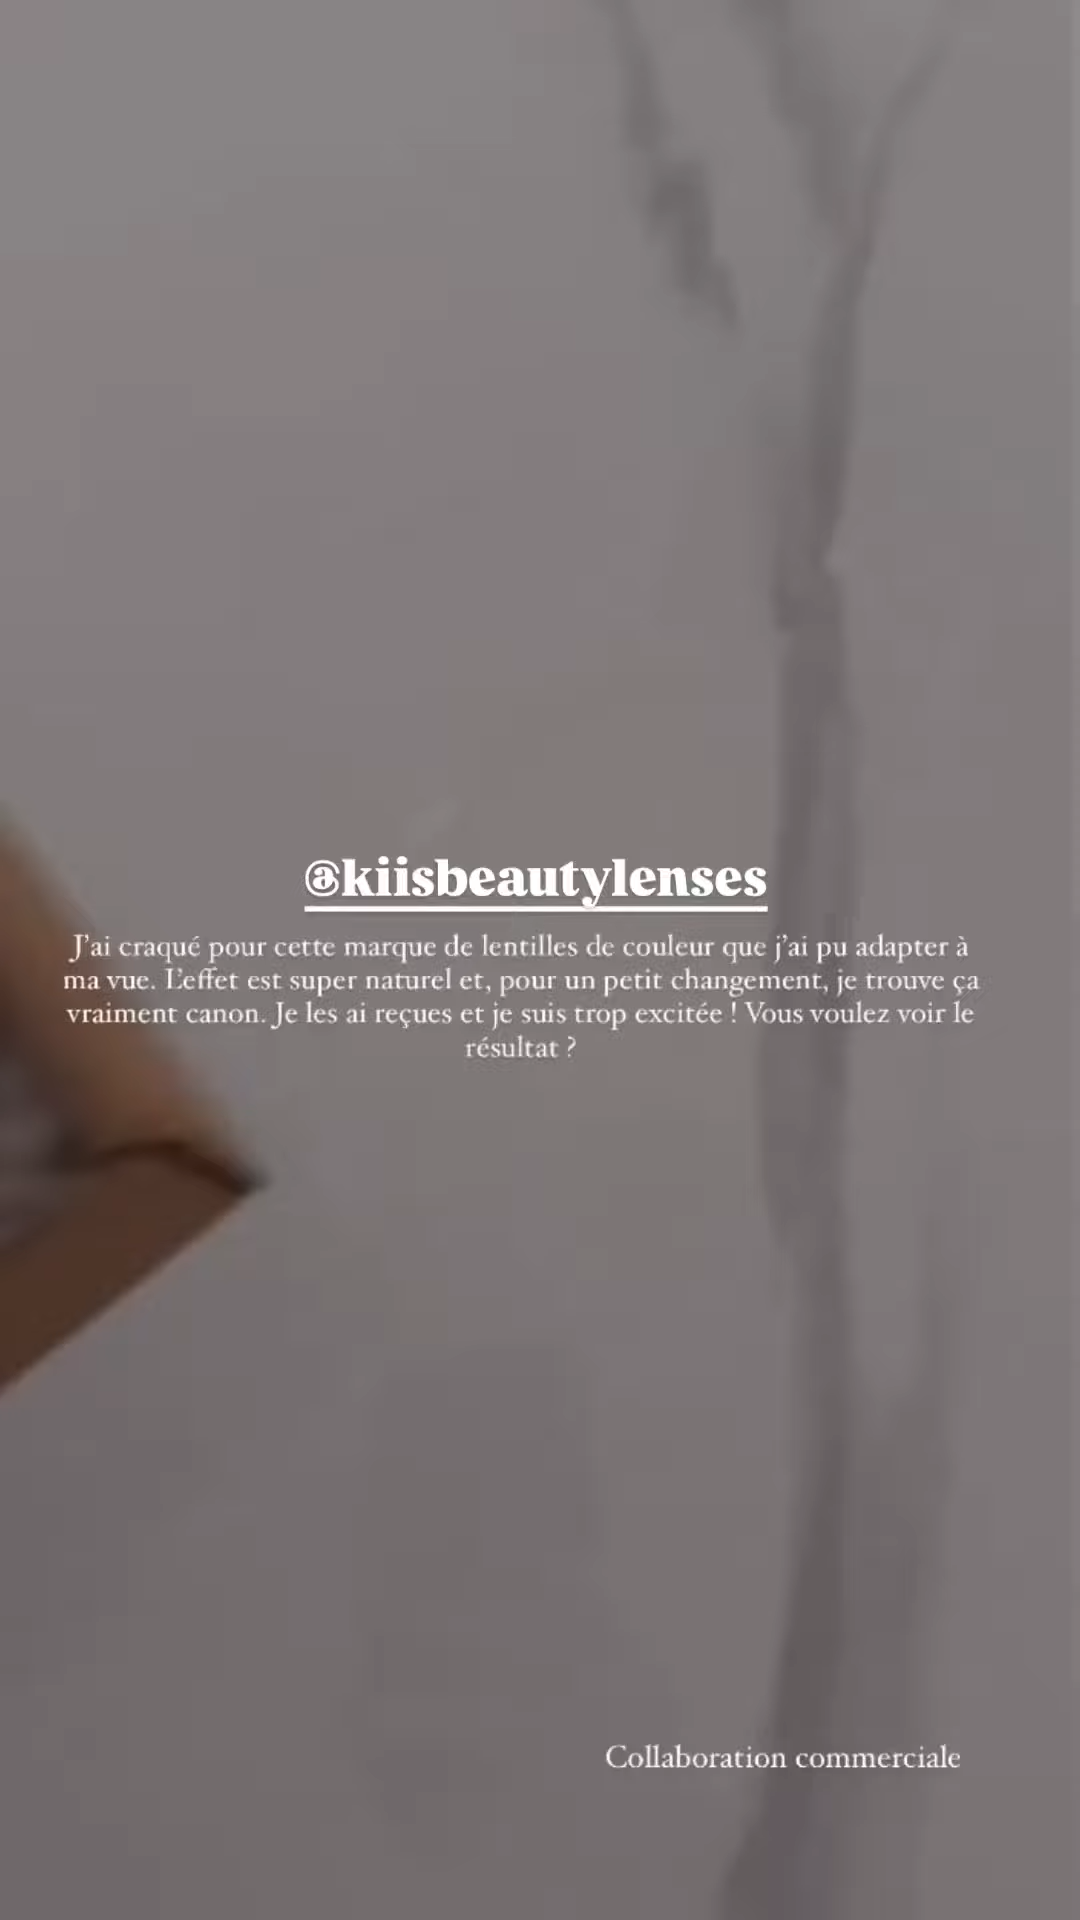 @kiisbeautylenses
J'ai craqué pour cette marque de lentilles de couleur que j'ai pu adapter à
ma vue. L'effet est super naturel et, pour un petit changement, je trouve ça
vraiment canon. Je les ai reçues et je suis trop excitée ! Vous voulez voir le
résultat ?
Collaboration commerciale